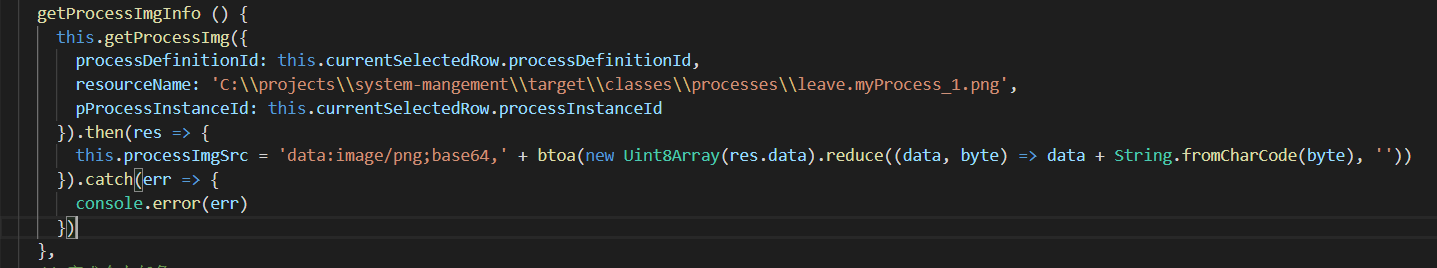 getProcessImgInfo () {
this.getProcessImg({
processDefinitionId: this.currentSelectedRow.processDefinitionId,
resourceName: 'C:\\projects\\system-mangement\\target\\classes\\processes\\leave.myProcess_1.png',
pProcessInstanceId: this.currentSelectedRow.processInstanceId
}).then(res => {
this.processImgSrc = 'data:image/png;base64,' + btoa(new Uint8Array(res.data).reduce((data, byte) => data + String.fromCharCode(byte), ''))
}).catch(err => {
console.error(err)
})
},